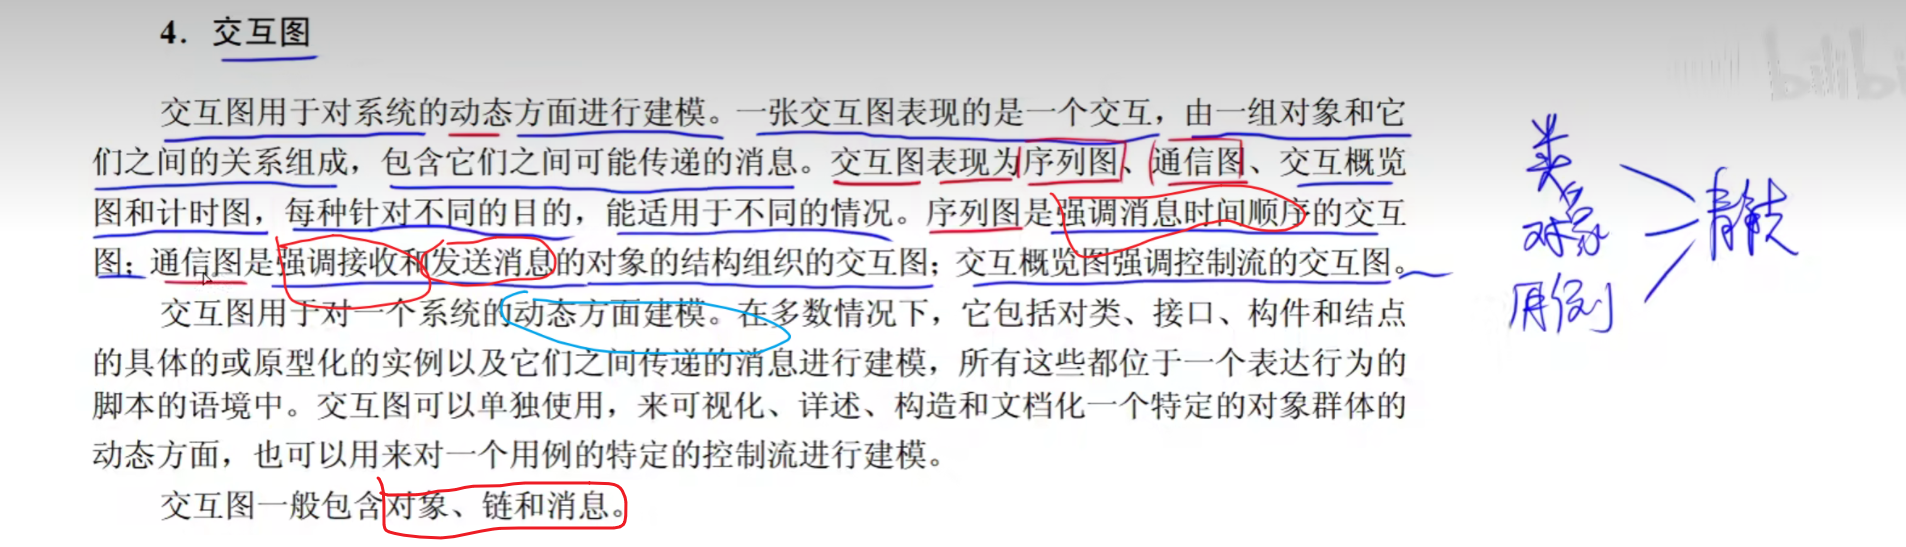 4. 交互图
bilibi
交互图用于对系统的动态方面进行建模。一张交互图表现的是一个交互，由一组对象和它
们之间的关系组成，包含它们之间可能传递的消息。交互图表现为序列图、通信图、交互概览
图和计时图，每种针对不同的目的，能适用于不同的情况。序列图是强调消息时间顺序的交互
图；通信图是强调接收和发送消息的对象的结构组织的交互图；交互概览图强调控制流的交互图。
交互图用于对一个系统的动态方面建模。在多数情况下，它包括对类、接口、构件和结点
的具体的或原型化的实例以及它们之间传递的消息进行建模，所有这些都位于一个表达行为的
脚本的语境中。交互图可以单独使用，来可视化、详述、构造和文档化一个特定的对象群体的
动态方面，也可以用来对一个用例的特定的控制流进行建模。
交互图一般包含对象、链和消息。
类
对象
用例
静态